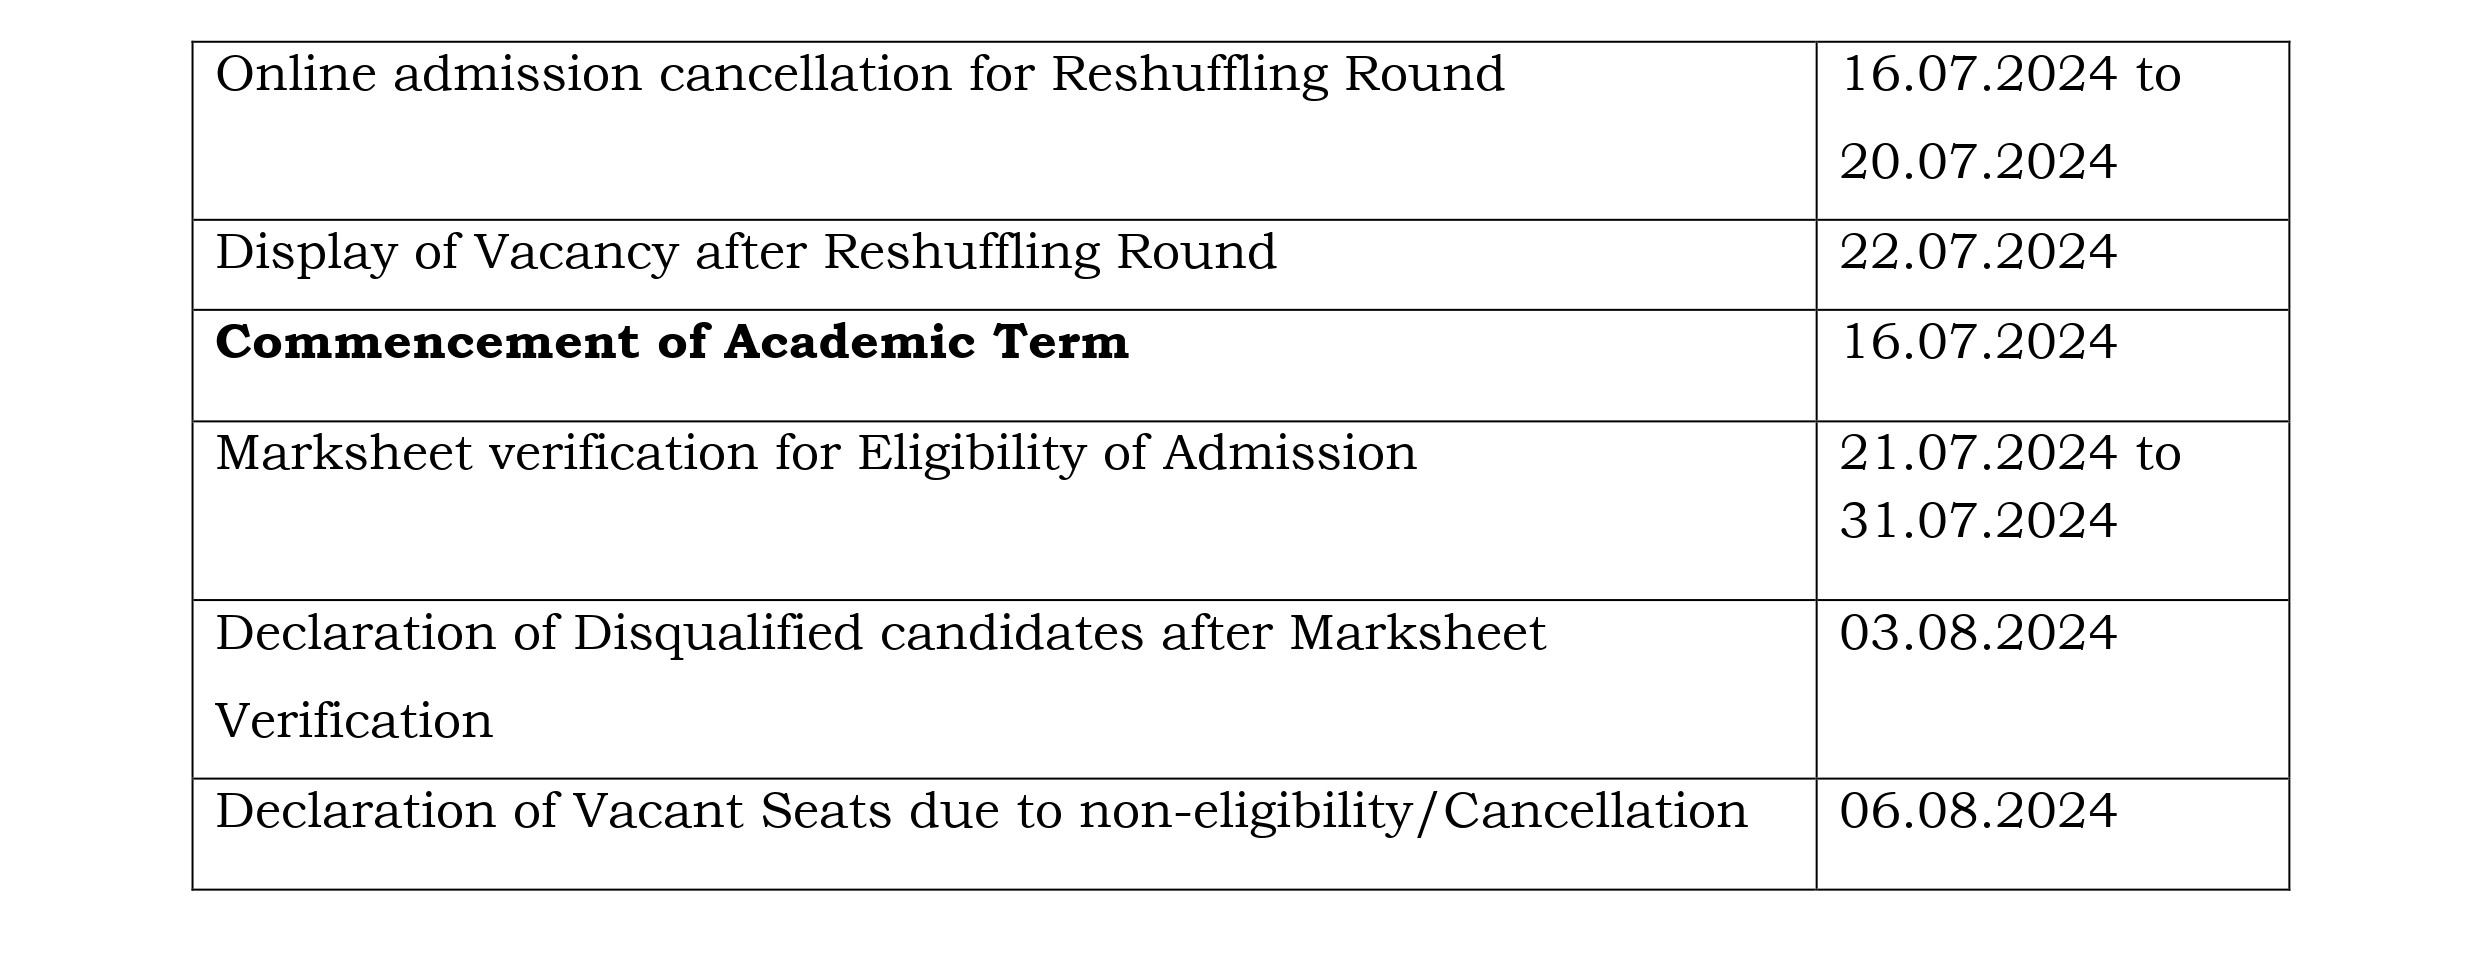 Online admission cancellation for Reshuffling Round
16.07.2024 to
20.07.2024
Display of Vacancy after Reshuffling Round
22.07.2024
Commencement of Academic Term
16.07.2024
Marksheet verification for Eligibility of Admission
21.07.2024 to
31.07.2024
Declaration of Disqualified candidates after Marksheet
Verification
03.08.2024
Declaration of Vacant Seats due to non-eligibility/Cancellation
06.08.2024